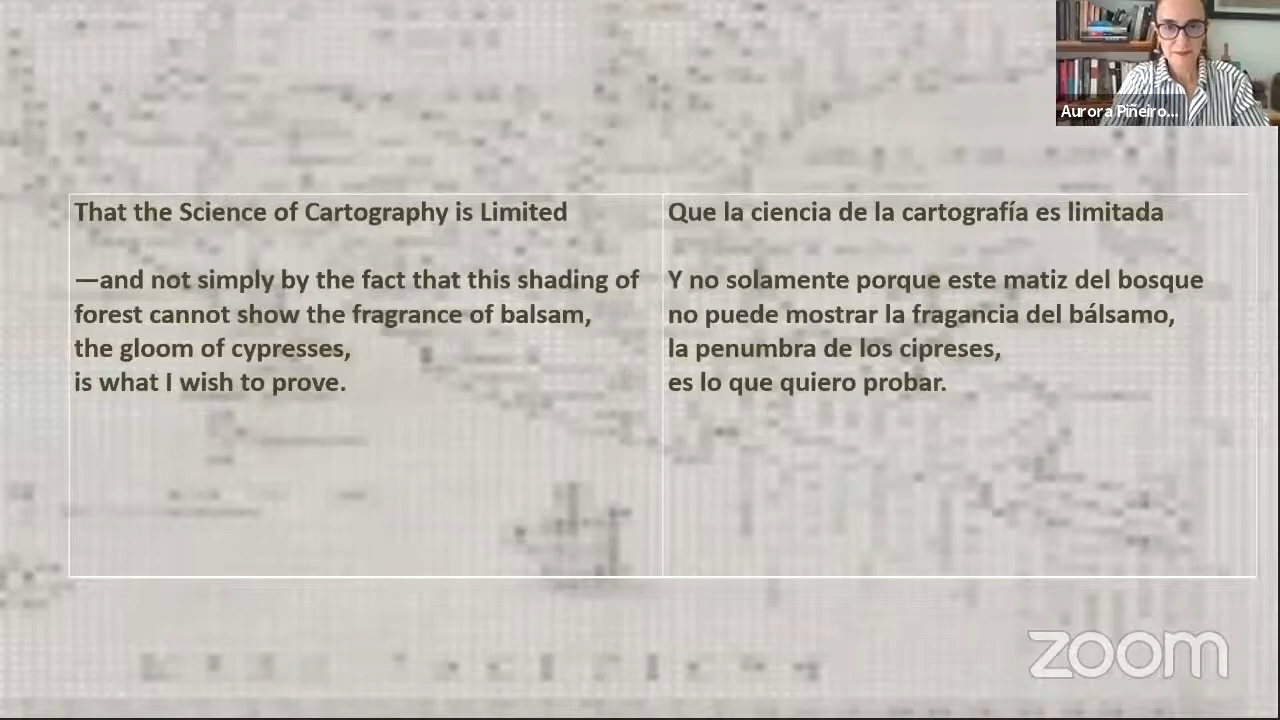 Aurora Piñeiro...
That the Science of Cartography is Limited
—and not simply by the fact that this shading of
forest cannot show the fragrance of balsam,
the gloom of cypresses,
is what I wish to prove.
Que la ciencia de la cartografía es limitada
Y no solamente porque este matiz del bosque
no puede mostrar la fragancia del bálsamo,
la penumbra de los cipreses,
es lo que quiero probar.
zoom